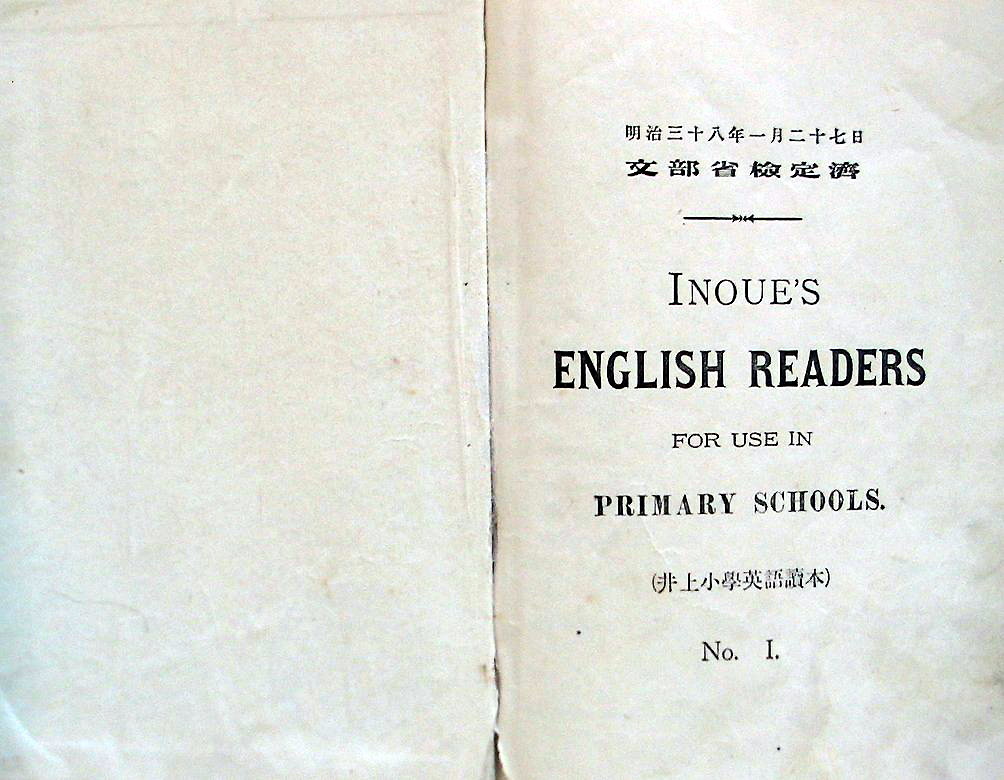 明治三十八年一月二十七日
文部省檢定濟
INOUE'S
ENGLISH READERS
FOR USE IN
PRIMARY SCHOOLS.
(井上小學英語讀本)
No. I.